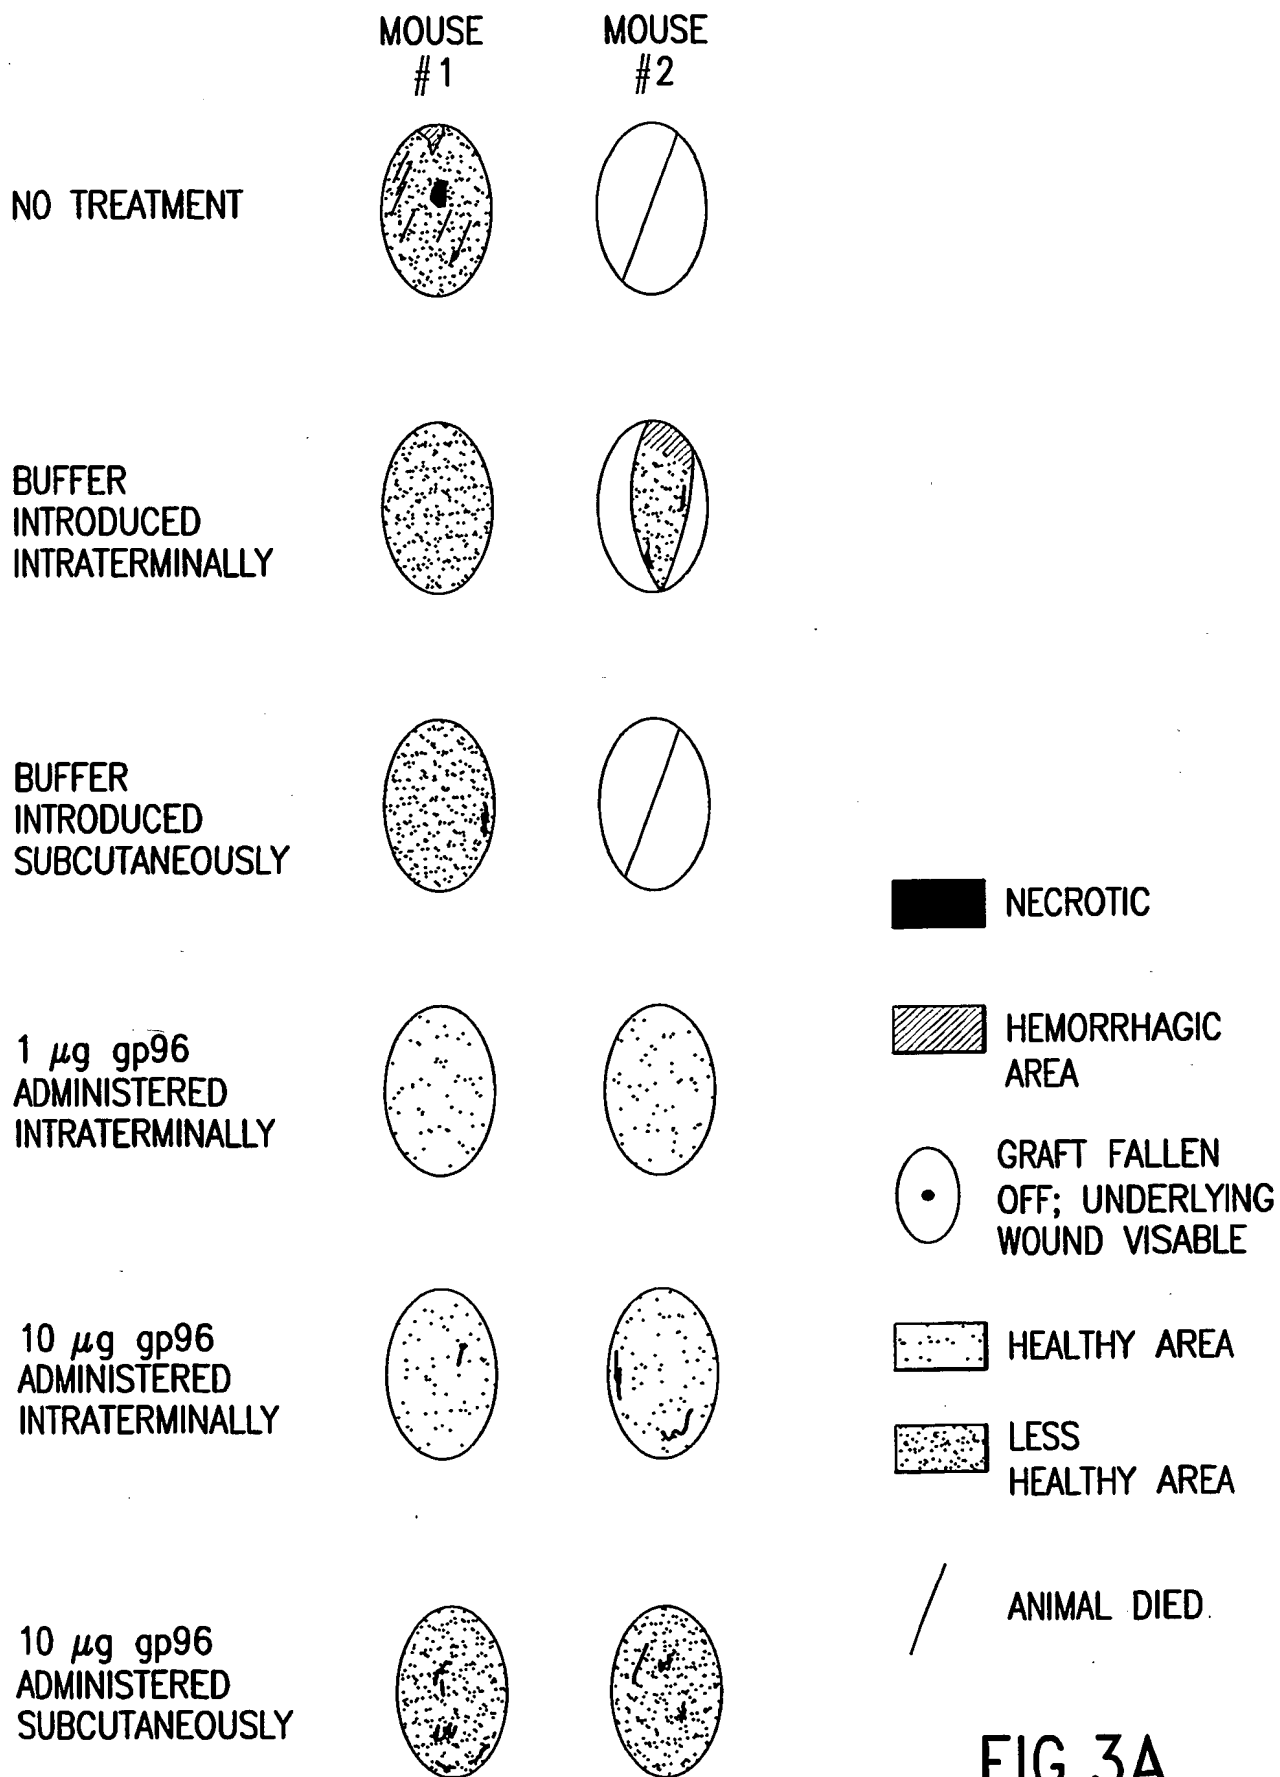 MOUSE
#1
MOUSE
#2
NO TREATMENT
BUFFER
INTRODUCED
INTRATERMINALLY
BUFFER
INTRODUCED
SUBCUTANEOUSLY
1 µg gp96
ADMINISTERED
INTRATERMINALLY
10 µg gp96
ADMINISTERED
INTRATERMINALLY
10 µg gp96
ADMINISTERED
SUBCUTANEOUSLY
NECROTIC
HEMORRHAGIC
AREA
GRAFT FALLEN
OFF; UNDERLYING
WOUND VISABLE
HEALTHY AREA
LESS
HEALTHY AREA
ANIMAL DIED
FIG.3A